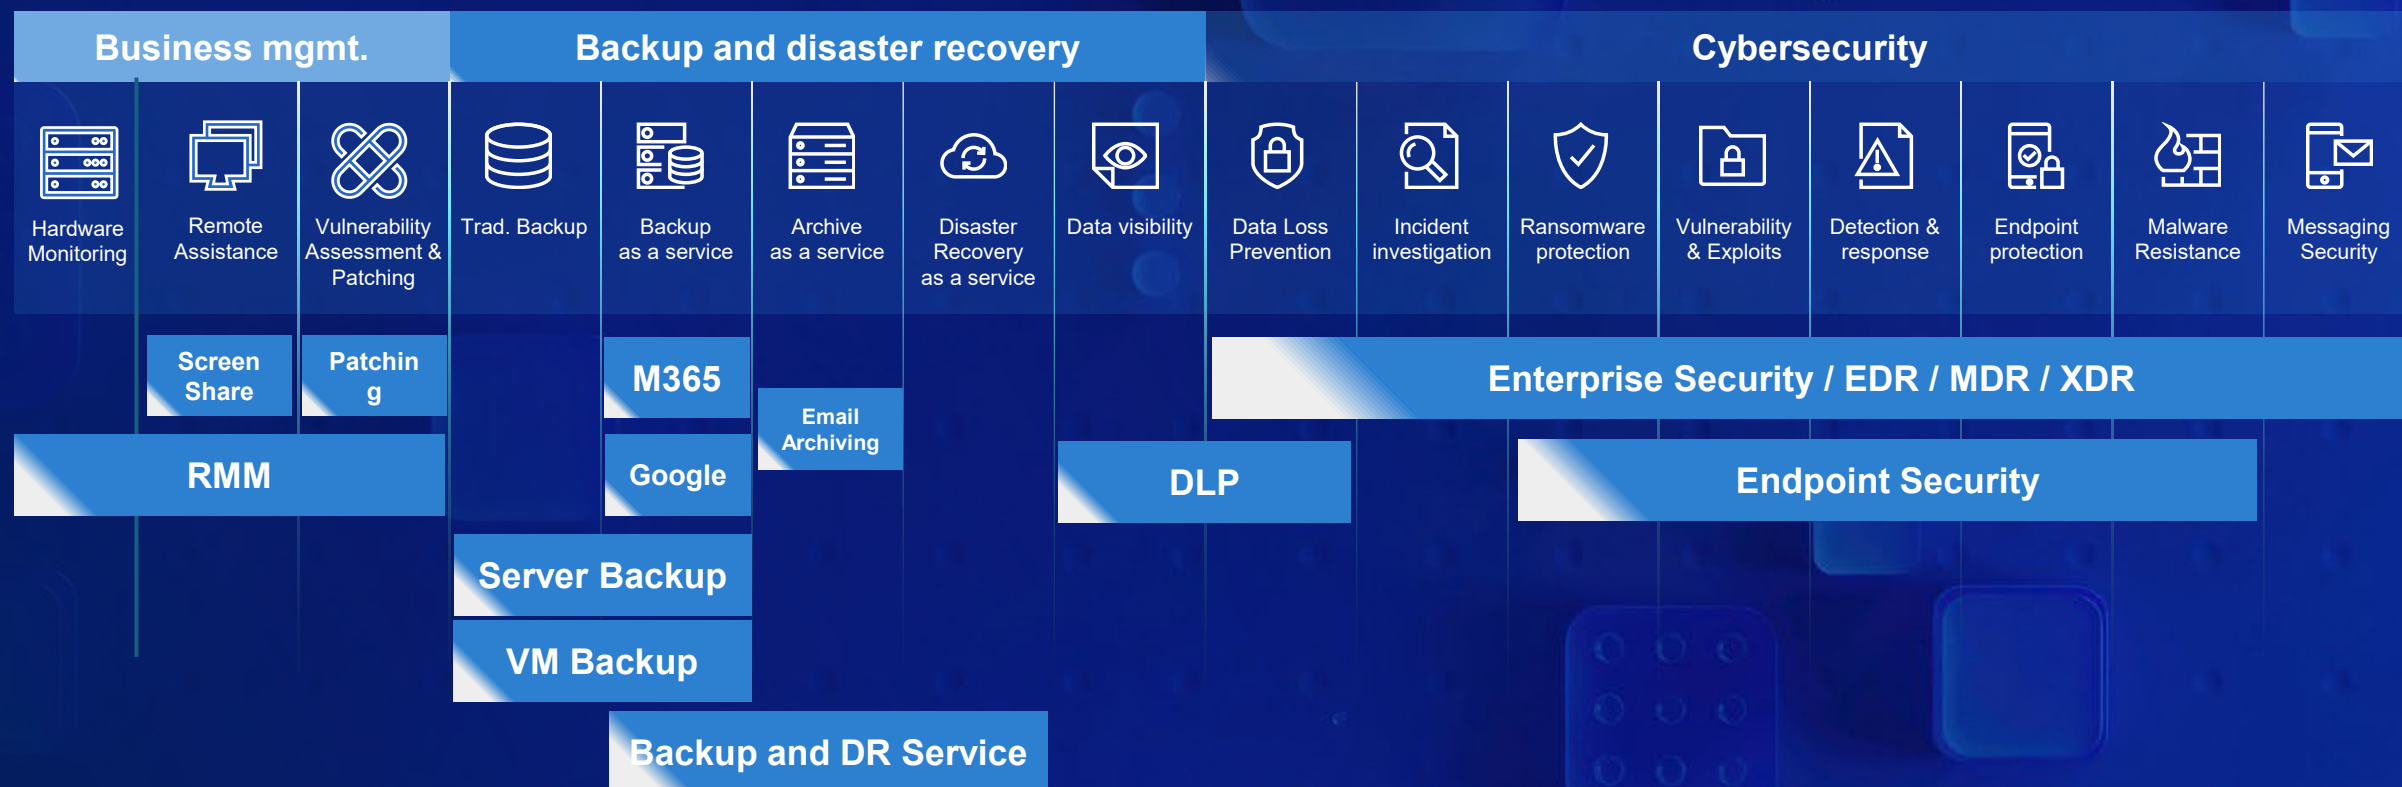 Business mgmt.
Backup and disaster recovery
Cybersecurity
Hardware
Monitoring
Remote
Assistance
Vulnerability
Assessment &
Patching
Trad. Backup
Backup
as a service
Archive
as a service
Disaster
Recovery
as a service
Data visibility
Data Loss
Prevention
Incident
investigation
Ransomware
protection
Vulnerability
& Exploits
Detection &
response
Endpoint
protection
Malware
Resistance
Messaging
Security
Screen
Share
Patchin
g
M365
Email
Archiving
Enterprise Security / EDR / MDR / XDR
RMM
Google
DLP
Endpoint Security
Server Backup
VM Backup
Backup and DR Service